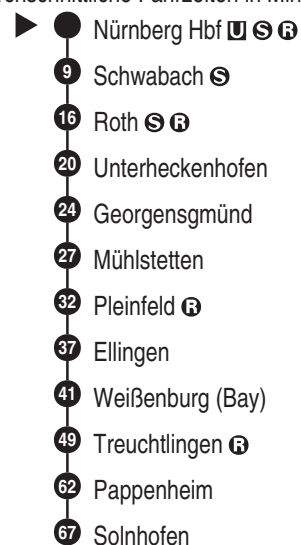 Nürnberg Hbf U S R
9 Schwabach S
16 Roth S R
20 Unterheckenhofen
24 Georgensgmünd
27 Mühlstetten
32 Pleinfeld R
37 Ellingen
41 Weißenburg (Bay)
49 Treuchtlingen R
62 Pappenheim
67 Solnhofen